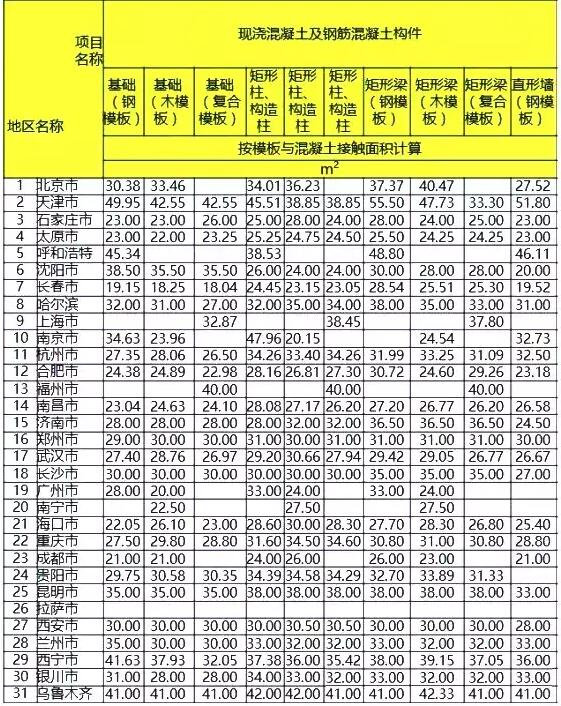 项目名称 现浇混凝土及钢筋混凝土构件
地区名称 基础（钢模板） 基础（木模板） 基础（复合模板） 矩形柱、构造柱 矩形柱、构造柱 矩形柱、构造柱 矩形梁（钢模板） 矩形梁（木模板） 矩形梁（复合模板） 直形墙（钢模板）
按模板与混凝土接触面积计算
m²
1 北京市 30.38 33.46 34.01 36.23 37.37 40.47 27.52
2 天津市 49.95 42.55 42.55 45.51 38.85 38.85 55.50 47.73 33.30 51.80
3 石家庄市 23.00 23.00 26.00 25.00 28.00 24.00 28.00 24.00 25.00 23.00
4 太原市 23.00 22.00 23.25 25.25 24.75 24.50 25.50 24.25 24.25 23.00
5 呼和浩特 45.34 38.53 48.80 46.11
6 沈阳市 38.50 35.50 35.50 26.00 24.00 24.00 30.00 28.00 28.00 20.00
7 长春市 19.15 18.25 18.04 24.45 23.15 23.05 28.54 25.51 25.30 19.52
8 哈尔滨 32.00 31.00 27.00 32.00 35.00 34.00 38.00 35.00 33.00 31.00
9 上海市 32.87 38.45 37.80
10 南京市 34.63 23.96 47.96 20.15 24.54 32.73
11 杭州市 27.35 28.06 26.50 34.26 33.40 34.26 31.99 33.25 31.09 32.50
12 合肥市 24.38 24.89 22.98 28.16 26.81 27.30 30.72 24.60 29.26 23.18
13 福州市 40.00 40.00 40.00
14 南昌市 23.04 24.63 24.10 28.08 27.17 26.20 27.20 26.77 26.20 26.58
15 济南市 28.00 28.00 28.00 28.00 32.00 32.00 36.50 36.50 36.50 24.50
16 郑州市 29.00 30.00 30.00 31.00 30.00 31.00 31.00 31.00 31.00 30.00
17 武汉市 27.40 28.76 26.97 29.20 30.66 27.94 29.42 29.05 26.77 26.67
18 长沙市 30.00 30.00 30.00 30.00 30.00 30.00 35.00 35.00 35.00 27.00
19 广州市 28.00 20.00 33.00 24.00 33.00 24.00
20 南宁市 22.50 27.50 27.50
21 海口市 22.05 26.10 23.00 28.60 30.00 28.30 27.70 28.30 26.80 25.40
22 重庆市 27.50 29.80 28.80 31.60 34.50 34.60 30.80 31.00 30.80 28.80
23 成都市 21.00 21.00 24.00 26.00 26.00 23.00 21.00
24 贵阳市 29.75 30.58 30.35 34.39 34.58 34.29 32.70 33.89 31.33
25 昆明市 35.00 35.00 35.00 38.00 38.00 38.00 38.00 38.00 38.00 33.00
26 拉萨市
27 西安市 30.00 30.00 30.00 30.00 30.50 30.50 30.00 30.00 30.00 28.00
28 兰州市 35.00 30.00 30.00 33.00 32.00 32.00 33.00 32.00 32.00 33.00
29 西宁市 41.63 37.93 32.05 37.38 36.00 35.42 38.00 39.15 37.05 36.00
30 银川市 31.00 28.00 28.00 34.00 33.00 32.00 33.00 32.00 32.00 33.00
31 乌鲁木齐 41.00 41.00 41.00 42.00 42.00 41.00 41.00 42.33 41.00 41.00